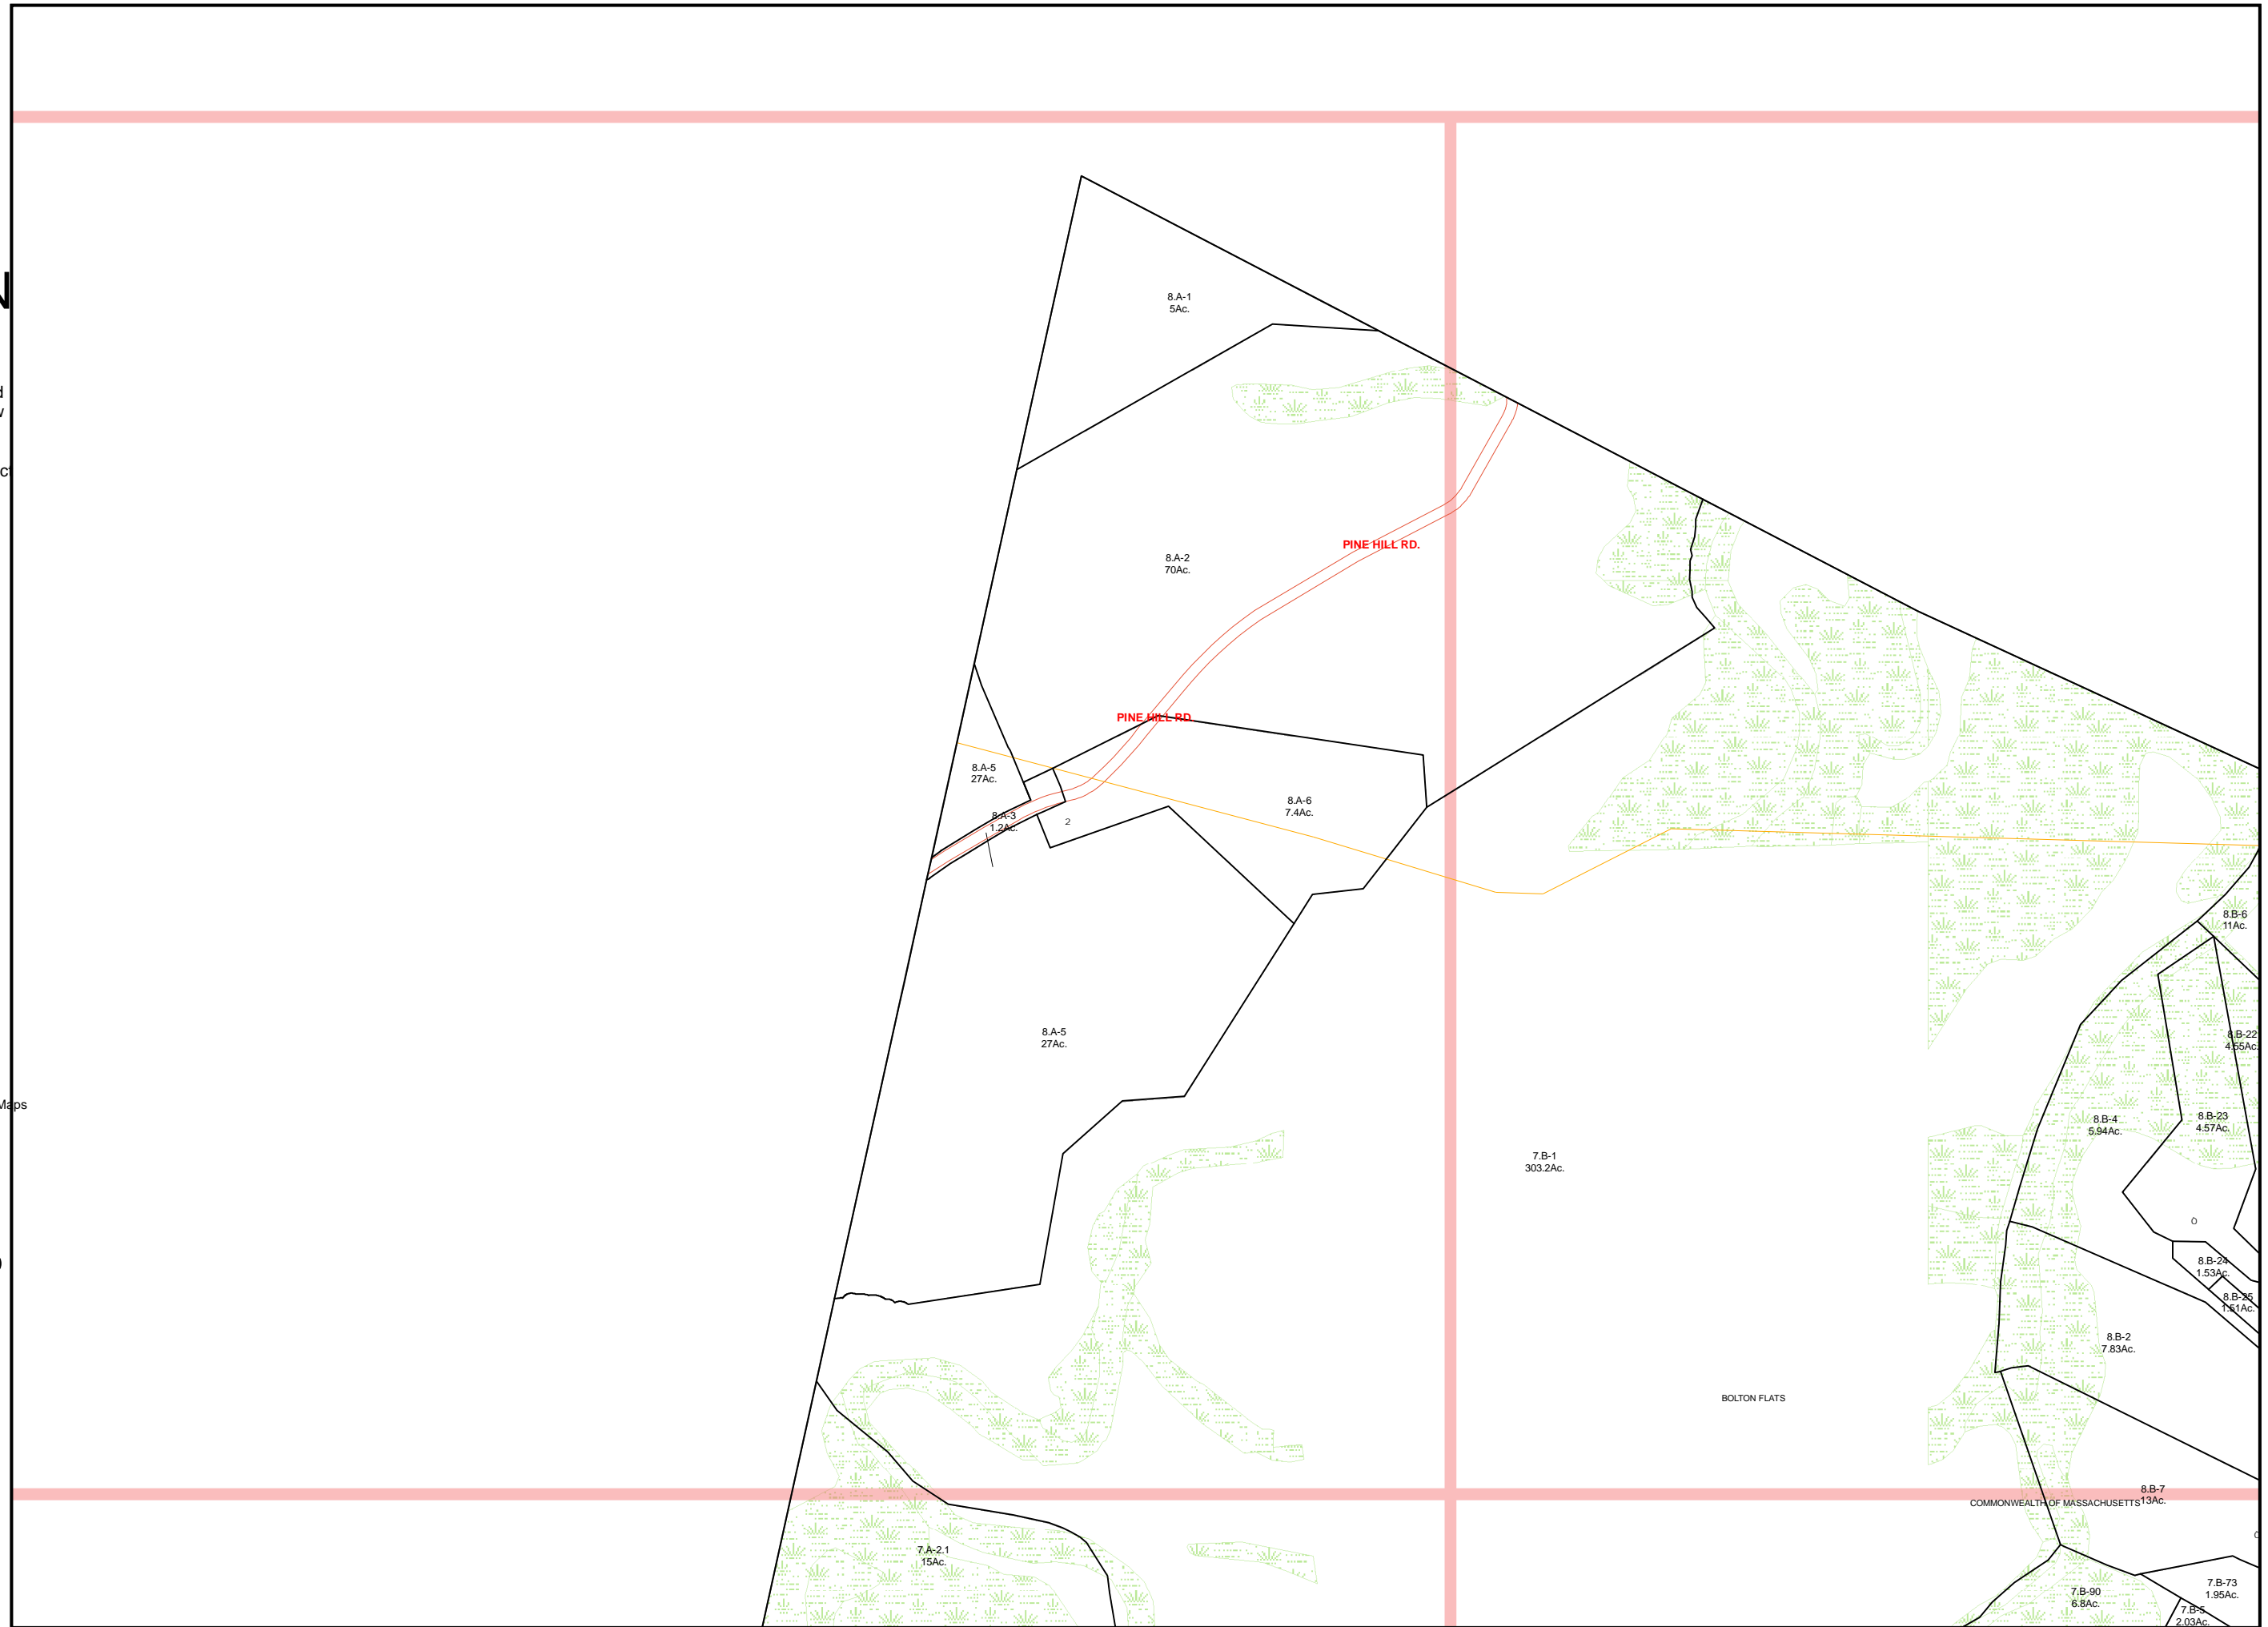 N
d
w
ct
8.A-1
5Ac.
8.A-2
70Ac.
PINE HILL RD.
PINE HILL RD
8.A-5
27Ac.
8.A-3
1.2Ac.
2
8.A-6
7.4Ac.
8.B-6
11Ac.
8.A-5
27Ac.
8.B-22
4.55Ac.
Maps
8.B-4
5.94Ac.
8.B-23
4.57Ac.
7.B-1
303.2Ac.
0
)
8.B-24
1.53Ac.
8.B-25
1.51Ac.
8.B-2
7.83Ac.
BOLTON FLATS
8.B-7
13Ac.
COMMONWEALTH OF MASSACHUSETTS
0
7.A-2.1
15Ac.
7.B-90
6.8Ac.
7.B-73
1.95Ac.
7.B-5
2.03Ac.